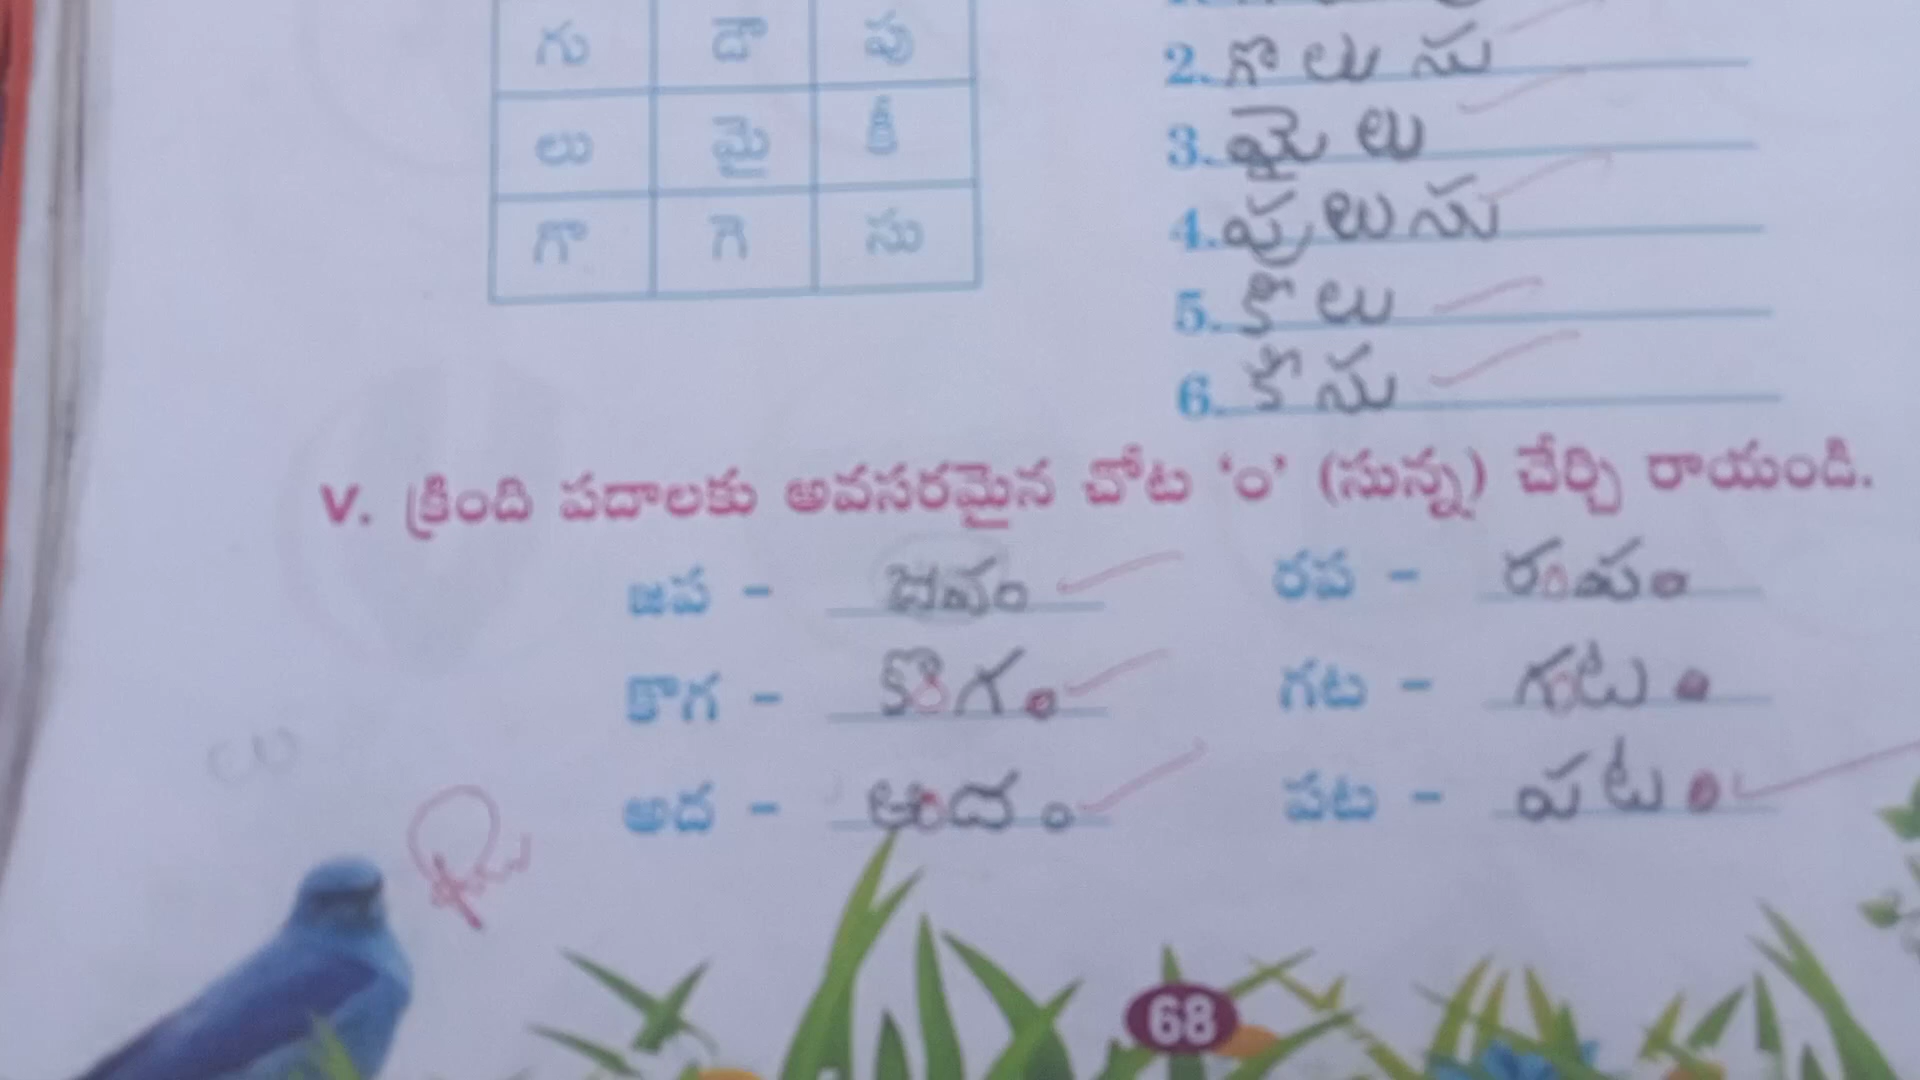 గు డా పు
2. గొలుసు
లు మై కి
3. మైలు
గొ గె సు
4. పులుసు
5. కొలు
6. కొసు
V. క్రింది పదాలకు అవసరమైన చోట ‘ం’ (సున్న) చేర్చి రాయండి.
జప - జపం రప - రంపం
కాగ - గం గట - గంటం
అద - అందం పట - పటం
68